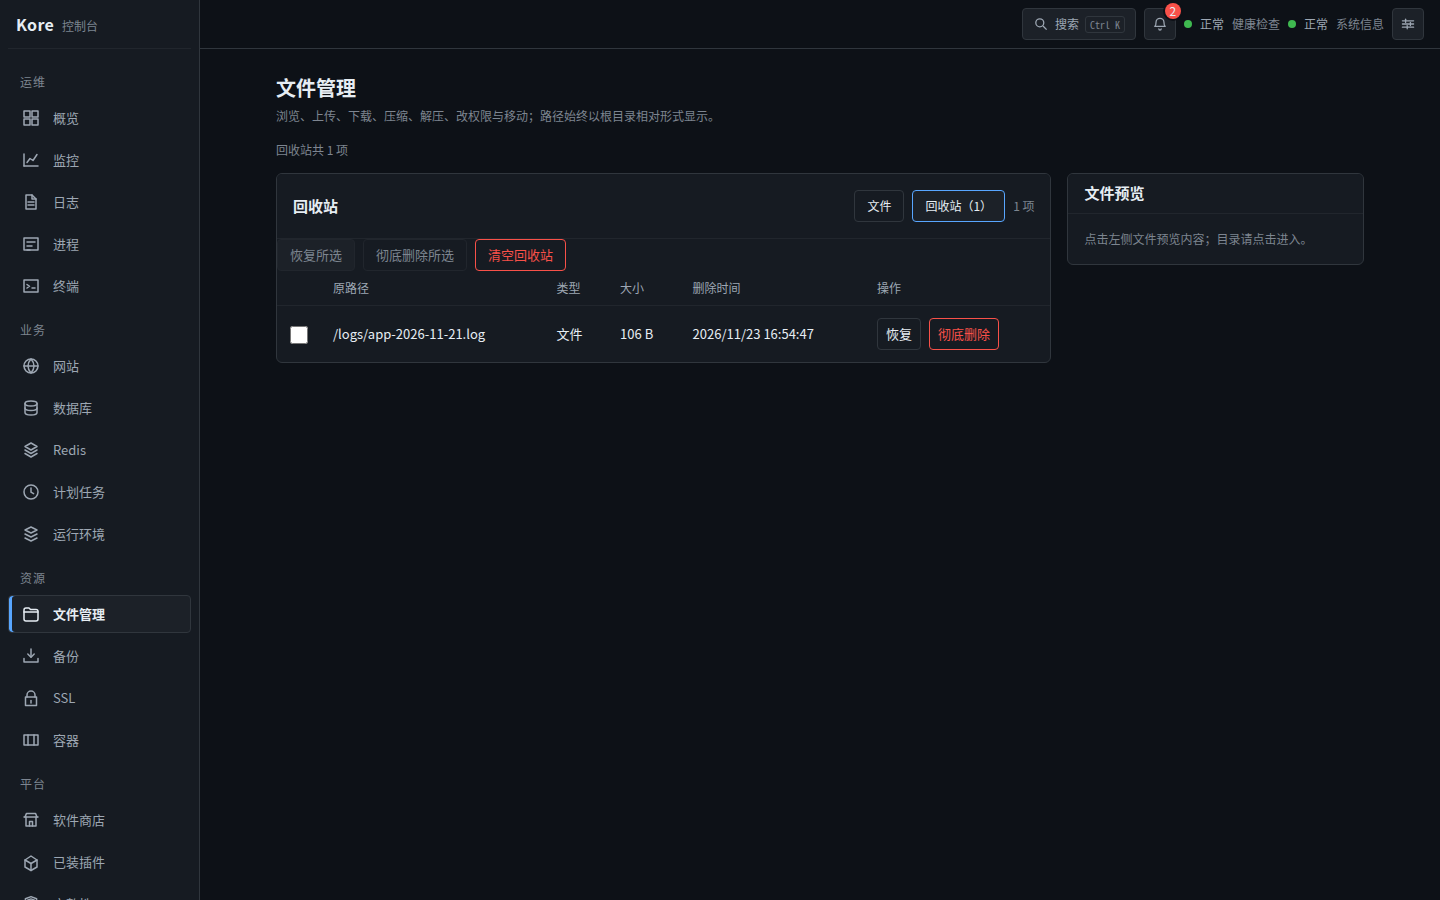 Kore 控制台
搜索 Ctrl K
2
正常 健康检查
正常 系统信息
运维
概览
监控
日志
进程
终端
业务
网站
数据库
Redis
计划任务
运行环境
资源
文件管理
备份
SSL
容器
平台
软件商店
已装插件
文件管理
浏览、上传、下载、压缩、解压、改权限与移动；路径始终以根目录相对形式显示。
回收站共 1 项
回收站
文件 回收站（1） 1 项
恢复所选 彻底删除所选 清空回收站
原路径 类型 大小 删除时间 操作
/logs/app-2026-11-21.log 文件 106 B 2026/11/23 16:54:47 恢复 彻底删除
文件预览
点击左侧文件预览内容；目录请点击进入。